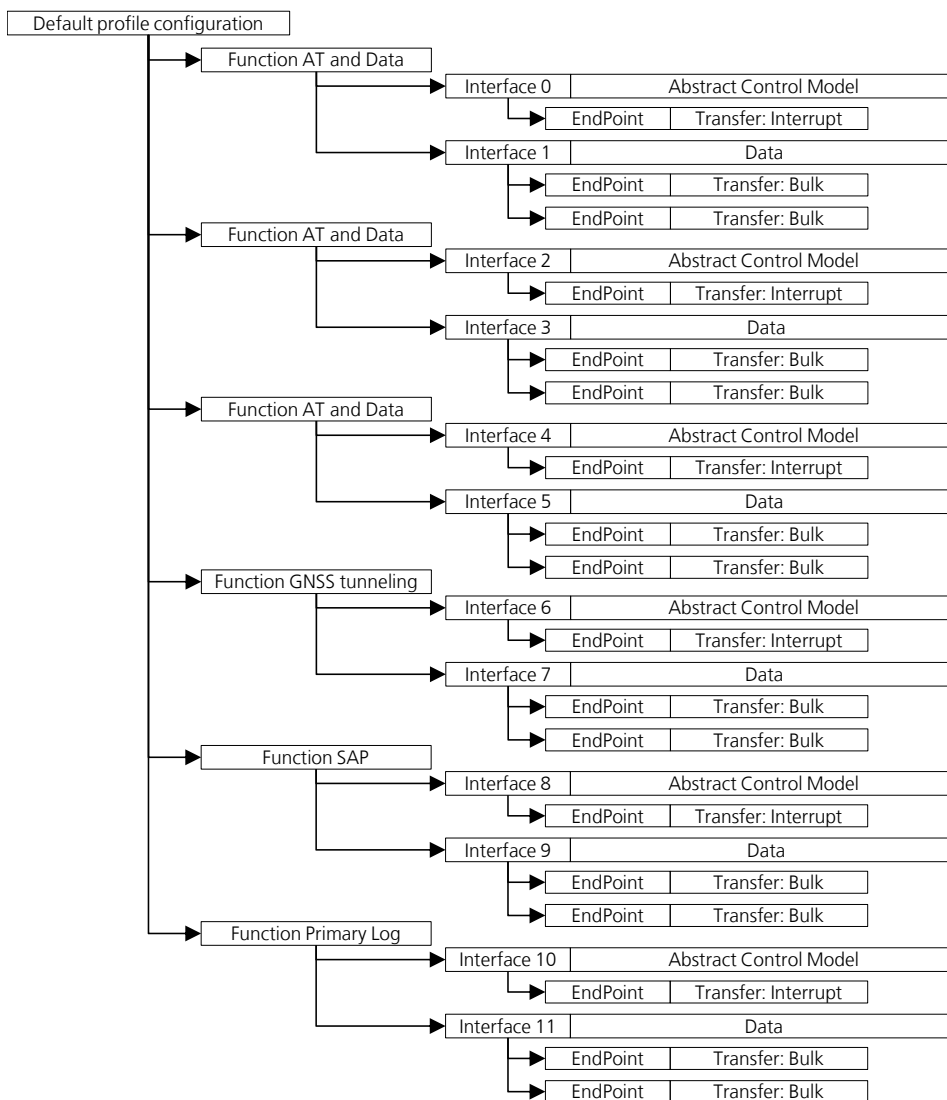 Default profile configuration
Function AT and Data
Interface 0 Abstract Control Model
EndPoint Transfer: Interrupt
Interface 1 Data
EndPoint Transfer: Bulk
EndPoint Transfer: Bulk
Function AT and Data
Interface 2 Abstract Control Model
EndPoint Transfer: Interrupt
Interface 3 Data
EndPoint Transfer: Bulk
EndPoint Transfer: Bulk
Function AT and Data
Interface 4 Abstract Control Model
EndPoint Transfer: Interrupt
Interface 5 Data
EndPoint Transfer: Bulk
EndPoint Transfer: Bulk
Function GNSS tunneling
Interface 6 Abstract Control Model
EndPoint Transfer: Interrupt
Interface 7 Data
EndPoint Transfer: Bulk
EndPoint Transfer: Bulk
Function SAP
Interface 8 Abstract Control Model
EndPoint Transfer: Interrupt
Interface 9 Data
EndPoint Transfer: Bulk
EndPoint Transfer: Bulk
Function Primary Log
Interface 10 Abstract Control Model
EndPoint Transfer: Interrupt
Interface 11 Data
EndPoint Transfer: Bulk
EndPoint Transfer: Bulk